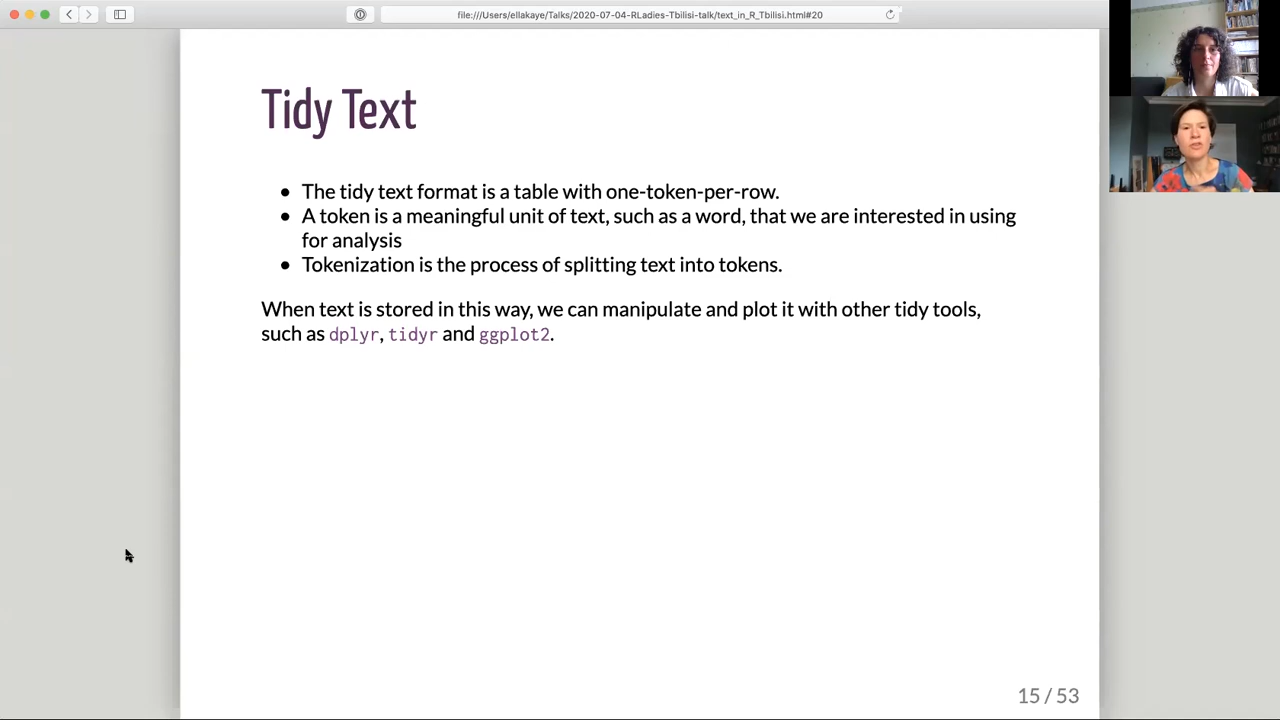 file:///Users/ellakaye/Talks/2020-07-04-RLadies-Tbilisi-talk/text_in_R_Tbilisi.html#20
Tidy Text
• The tidy text format is a table with one-token-per-row.
• A token is a meaningful unit of text, such as a word, that we are interested in using
for analysis
• Tokenization is the process of splitting text into tokens.
When text is stored in this way, we can manipulate and plot it with other tidy tools,
such as dplyr, tidyr and ggplot2.
15 / 53